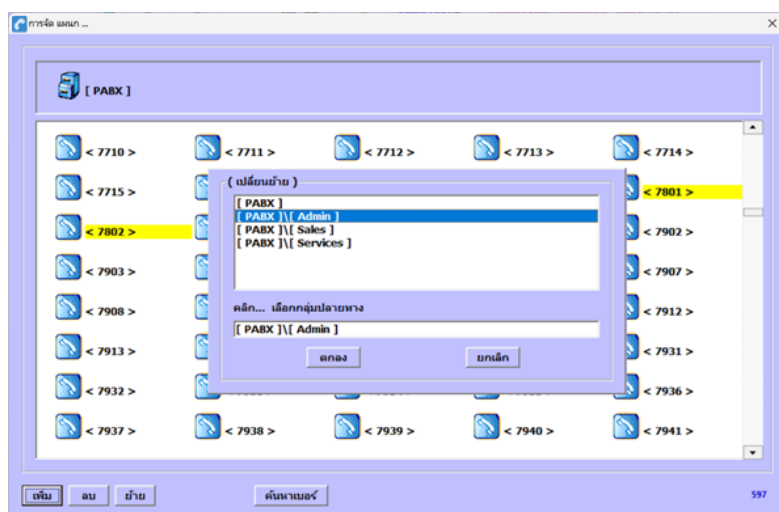 การจัด แผนก ...
[ PABX ]
< 7710 > < 7711 > < 7712 > < 7713 > < 7714 >
< 7715 > < 7801 >
( เปลี่ยนย้าย )
[ PABX ]
[ PABX ]\[ Admin ]
[ PABX ]\[ Sales ]
[ PABX ]\[ Services ]
< 7802 > < 7902 >
< 7903 > < 7907 >
คลิก... เลือกกลุ่มปลายทาง
< 7908 > < 7912 >
[ PABX ]\[ Admin ]
ตกลง ยกเลิก
< 7913 > < 7931 >
< 7932 > < 7936 >
< 7937 > < 7938 > < 7939 > < 7940 > < 7941 >
เพิ่ม ลบ ย้าย ค้นหาเบอร์ 597